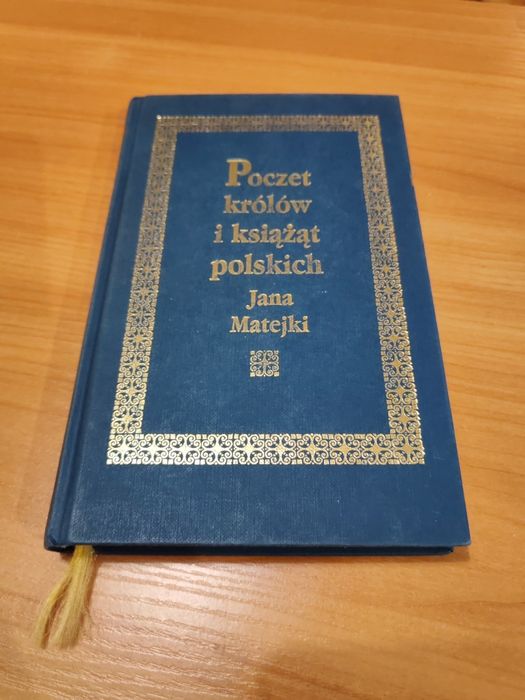 Poczet
królów
i książąt
polskich
Jana
Matejki